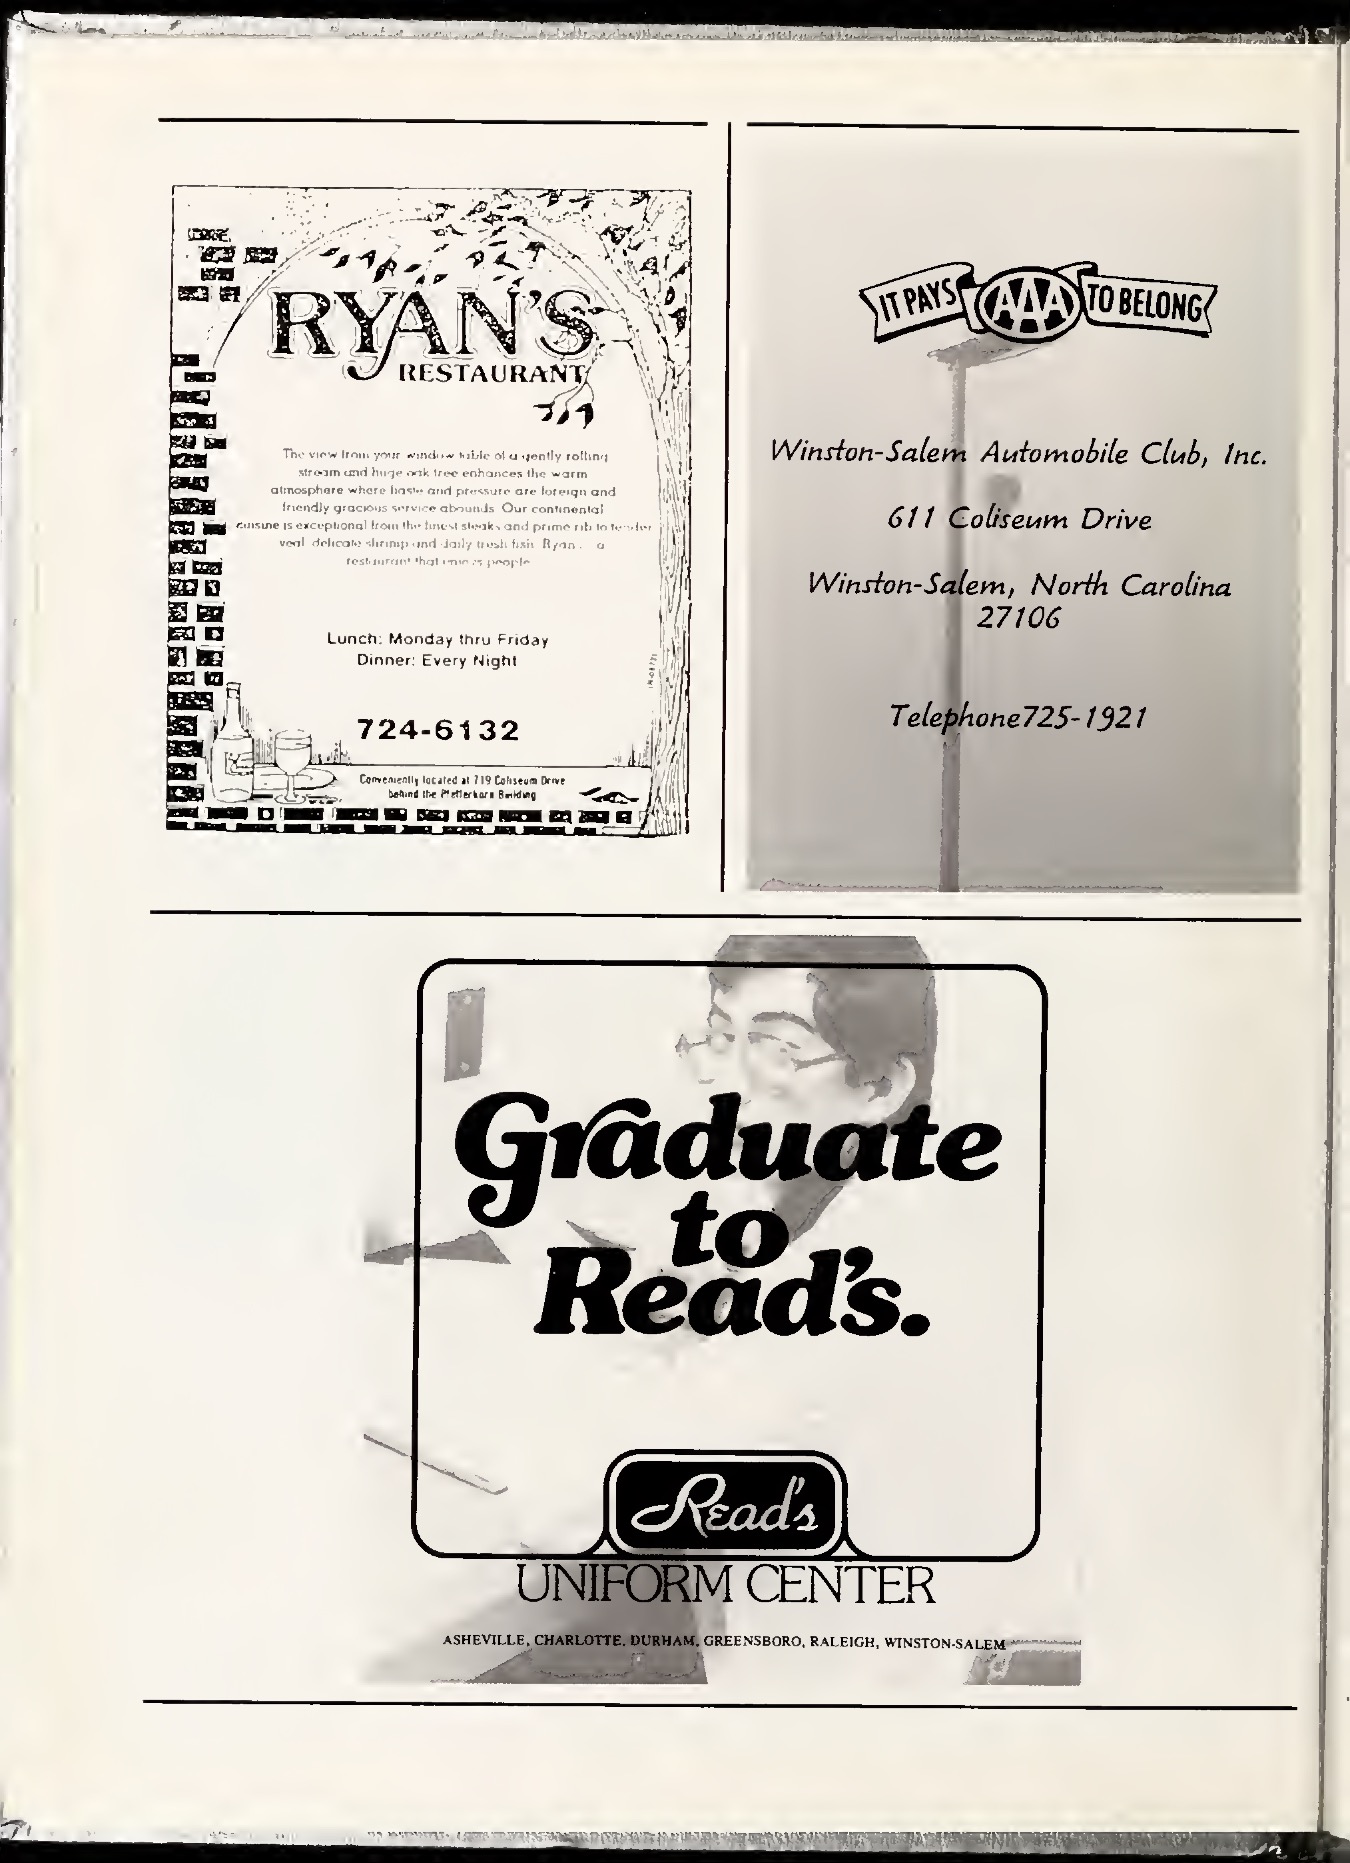 RYAN'S
RESTAURANT
The view from your window table of a gently rolling
stream and huge oak tree enhances the warm
atmosphere where haste and pressure are foreign and
friendly gracious service abounds. Our continental
cuisine is exceptional from the finest steaks and prime rib to tender
veal, delicate shrimp and daily fresh fish. Ryan's a
restaurant that people
Lunch: Monday thru Friday
Dinner: Every Night
724-6132
Conveniently located at 719 Coliseum Drive
behind the Pfefferkorn Building
IT PAYS AAA TO BELONG
Winston-Salem Automobile Club, Inc.
611 Coliseum Drive
Winston-Salem, North Carolina
27106
Telephone725-1921
Graduate
to
Read's.
Read's
UNIFORM CENTER
ASHEVILLE, CHARLOTTE, DURHAM, GREENSBORO, RALEIGH, WINSTON-SALEM